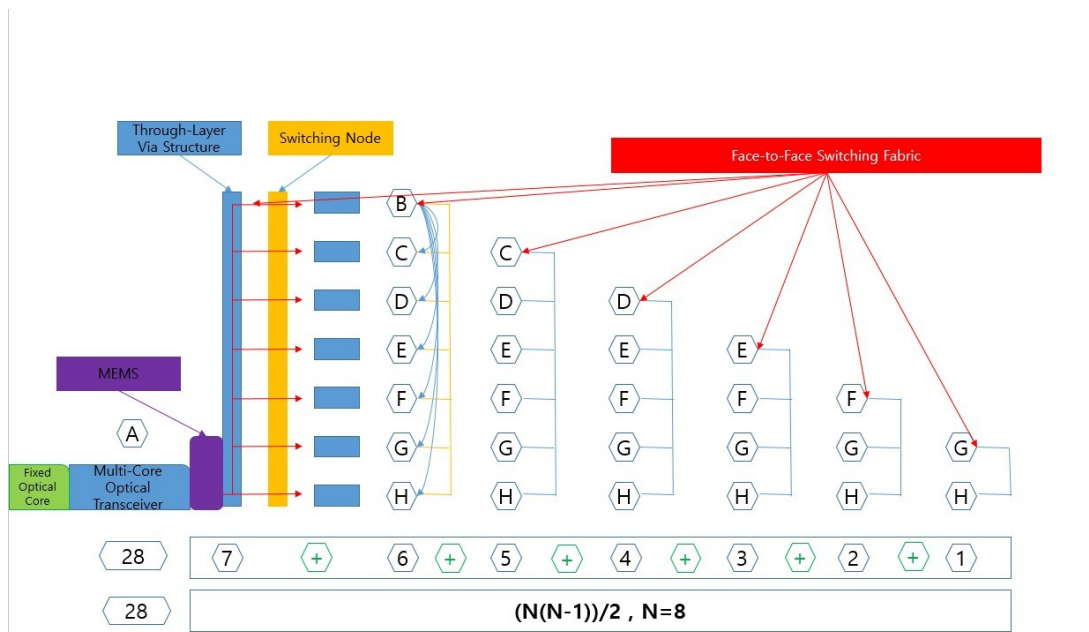 Through-Layer
Via Structure
Switching Node
Face-to-Face Switching Fabric
B
C C
D D D
E E E E
MEMS
F F F F F
A
G G G G G G
Fixed
Optical
Core
Multi-Core
Optical
Transceiver
H H H H H H
28 7 + 6 + 5 + 4 + 3 + 2 + 1
28 (N(N-1))/2 , N=8